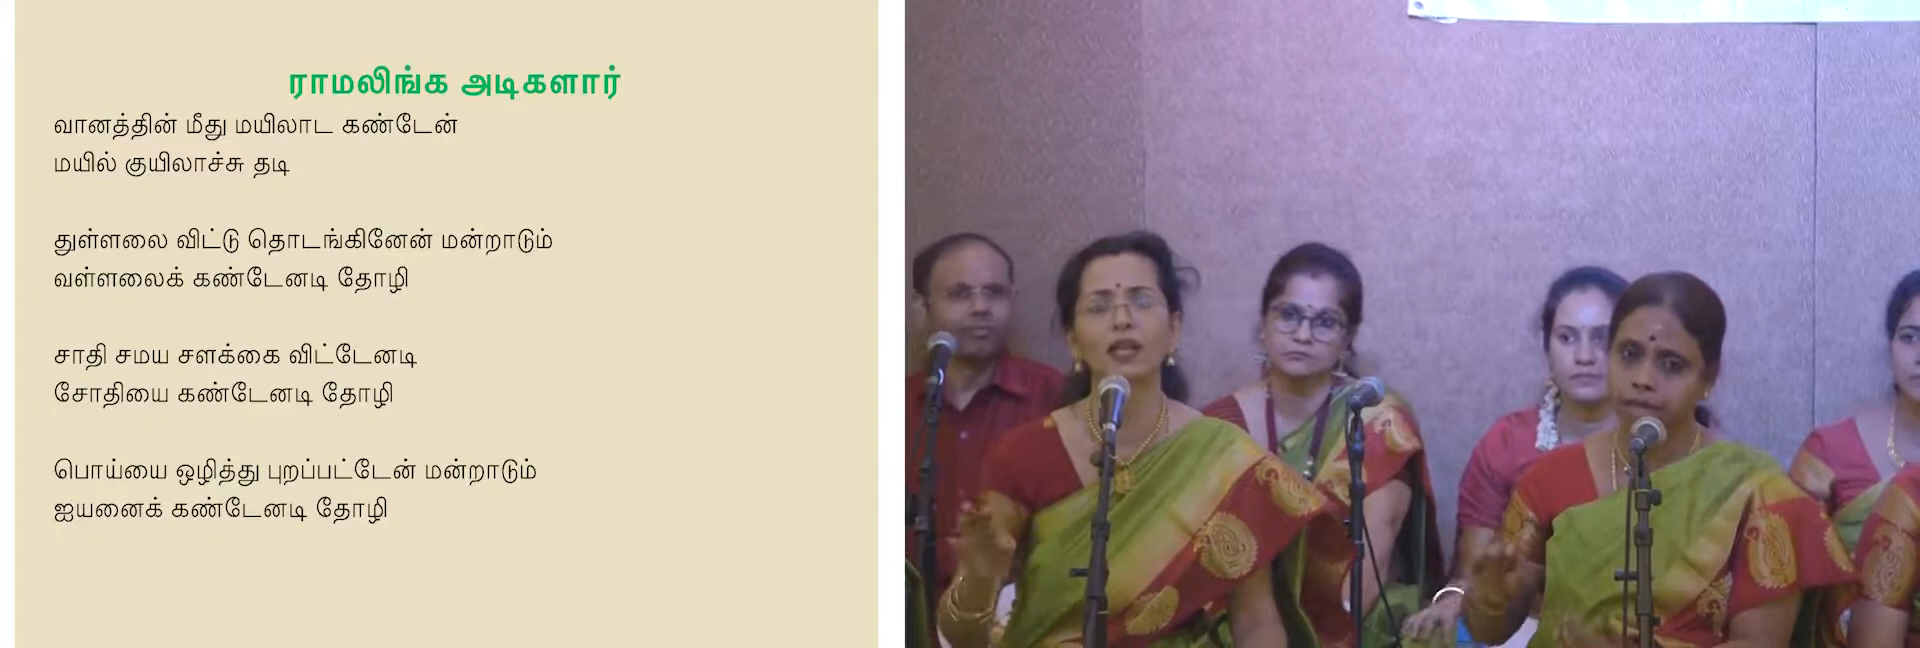 ராமலிங்க அடிகளார்
வானத்தின் மீது மயிலாட கண்டேன்
மயில் குயிலாச்சு தடி
துள்ளலை விட்டு தொடங்கினேன் மன்றாடும்
வள்ளலைக் கண்டேனடி தோழி
சாதி சமய சளக்கை விட்டேனடி
சோதியை கண்டேனடி தோழி
பொய்யை ஒழித்து புறப்பட்டேன் மன்றாடும்
ஐயனைக் கண்டேனடி தோழி